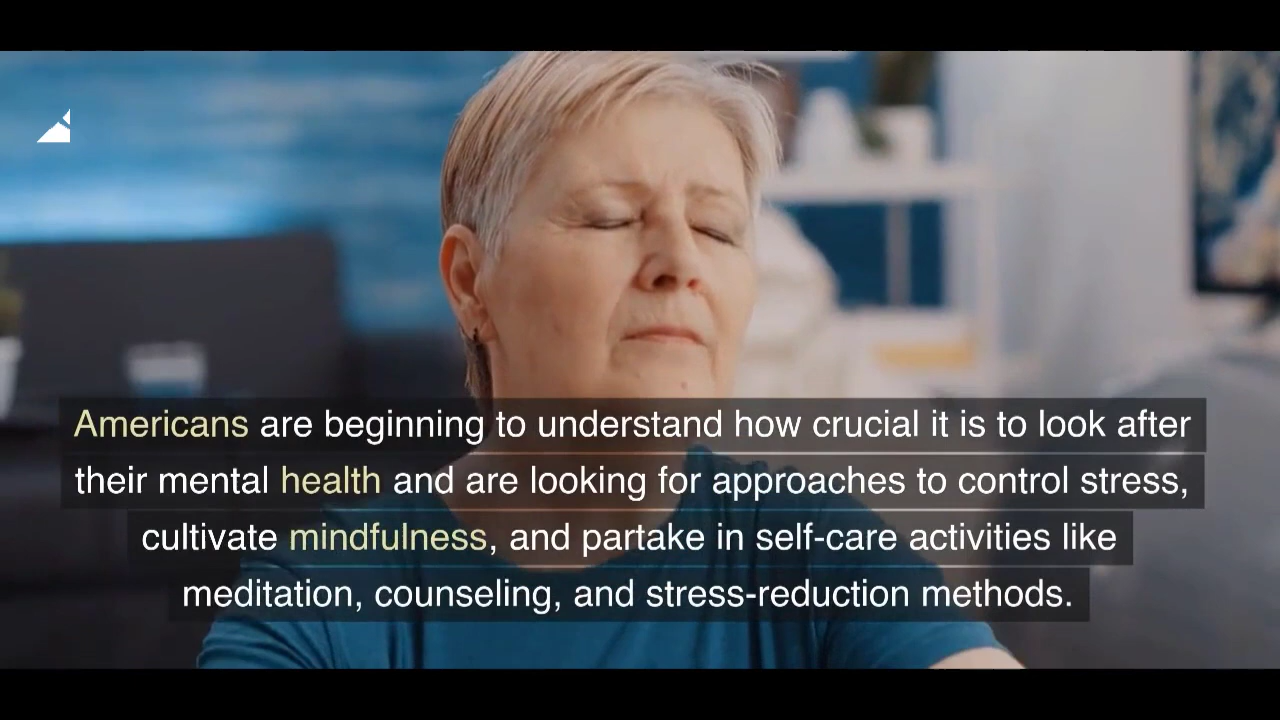 Americans are beginning to understand how crucial it is to look after
their mental health and are looking for approaches to control stress,
cultivate mindfulness, and partake in self-care activities like
meditation, counseling, and stress-reduction methods.